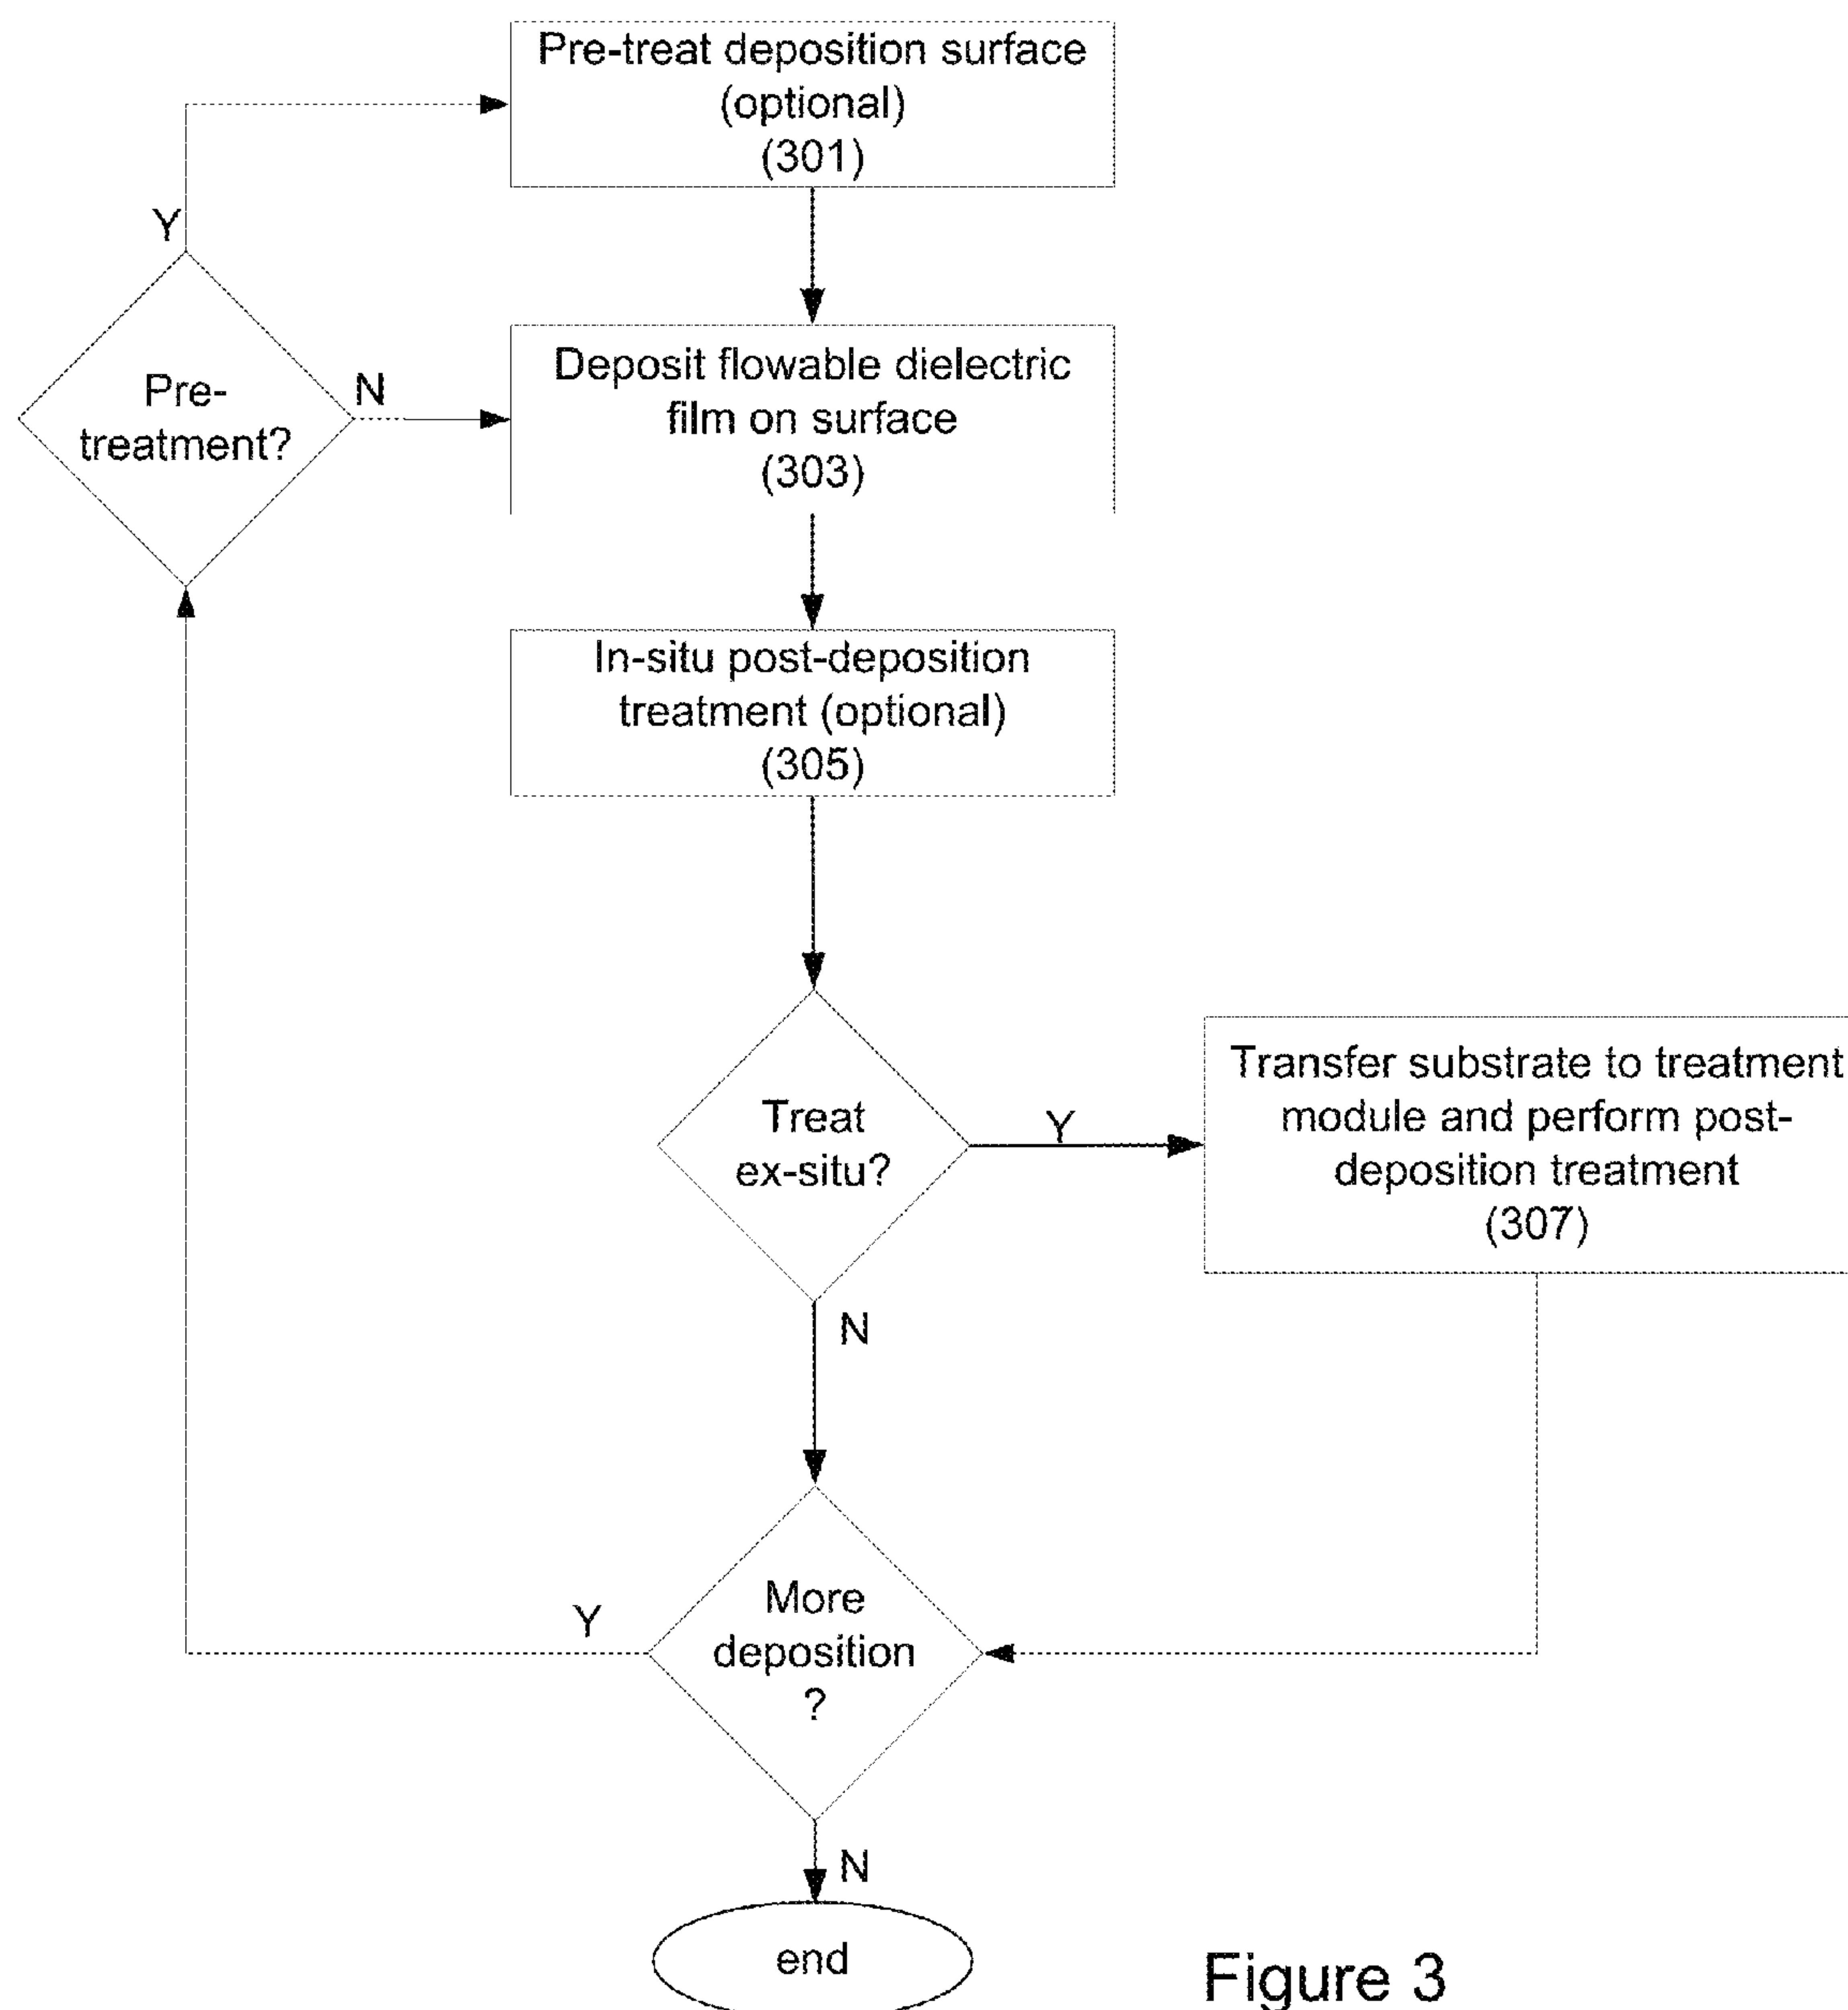 Pre-treat deposition surface
(optional)
(301)
Y
Pre-
treatment?
N
Deposit flowable dielectric
film on surface
(303)
In-situ post-deposition
treatment (optional)
(305)
Treat
ex-situ?
Y
Transfer substrate to treatment
module and perform post-
deposition treatment
(307)
N
More
deposition
?
Y
N
end
Figure 3